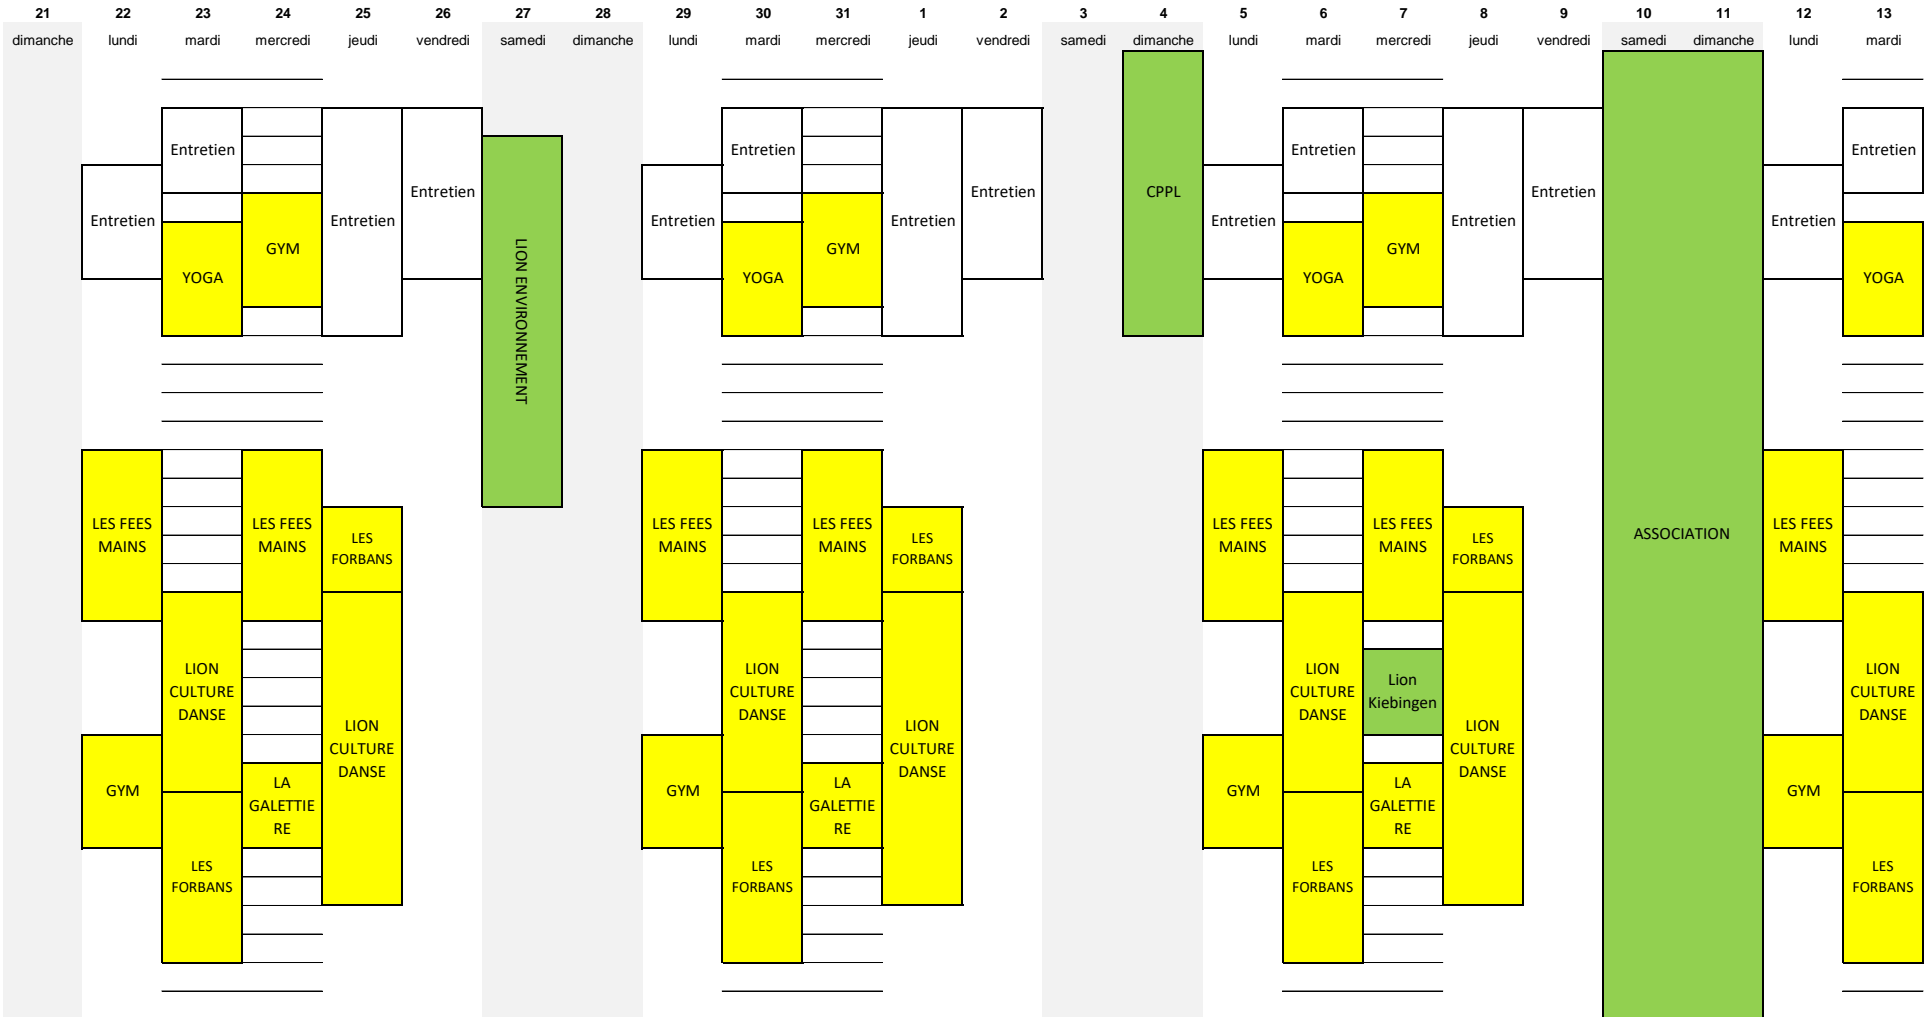 21 22 23 24 25 26 27 28 29 30 31 1 2 3 4 5 6 7 8 9 10 11 12 13
dimanche lundi mardi mercredi jeudi vendredi samedi dimanche lundi mardi mercredi jeudi vendredi samedi dimanche lundi mardi mercredi jeudi vendredi samedi dimanche lundi mardi
Entretien
LES FEES
MAINS
GYM
Entretien
YOGA
LION
CULTURE
DANSE
LES
FORBANS
GYM
LES FEES
MAINS
LA
GALETTIE
RE
Entretien
LES
FORBANS
LION
CULTURE
DANSE
Entretien
LION ENVIRONNEMENT
Entretien
LES FEES
MAINS
GYM
Entretien
YOGA
LION
CULTURE
DANSE
LES
FORBANS
GYM
LES FEES
MAINS
LA
GALETTIE
RE
Entretien
LES
FORBANS
LION
CULTURE
DANSE
Entretien
CPPL
Entretien
LES FEES
MAINS
GYM
Entretien
YOGA
LION
CULTURE
DANSE
LES
FORBANS
GYM
LES FEES
MAINS
Lion
Kiebingen
LA
GALETTIE
RE
Entretien
LES
FORBANS
LION
CULTURE
DANSE
Entretien
ASSOCIATION
Entretien
LES FEES
MAINS
GYM
Entretien
YOGA
LION
CULTURE
DANSE
LES
FORBANS